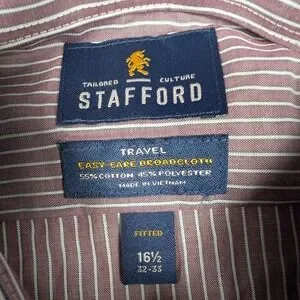 TAILORED CULTURE
STAFFORD
TRAVEL
EASY-CARE BROADCLOTH
55% COTTON 45% POLYESTER
MADE IN VIETNAM
FITTED
16½
32-33